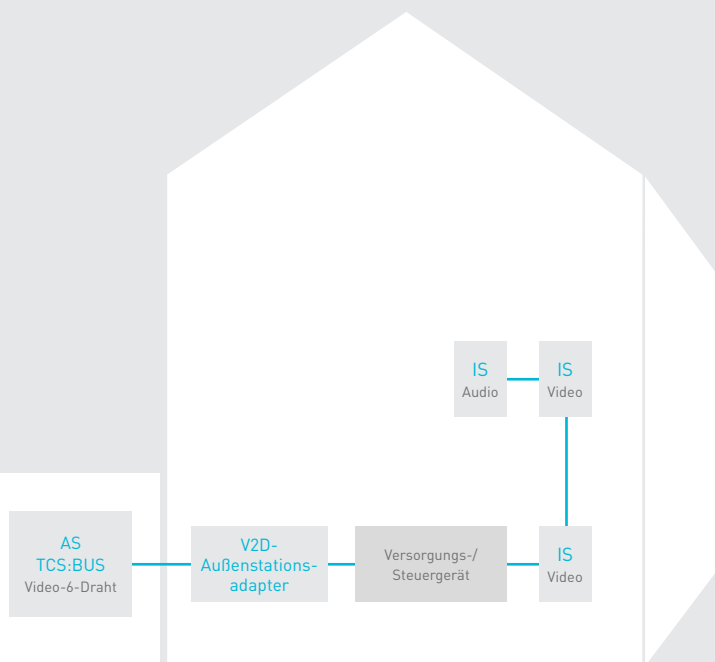 IS
Audio
IS
Video
AS
TCS:BUS
Video-6-Draht
V2D-
Außenstations-
adapter
Versorgungs-/
Steuergerät
IS
Video